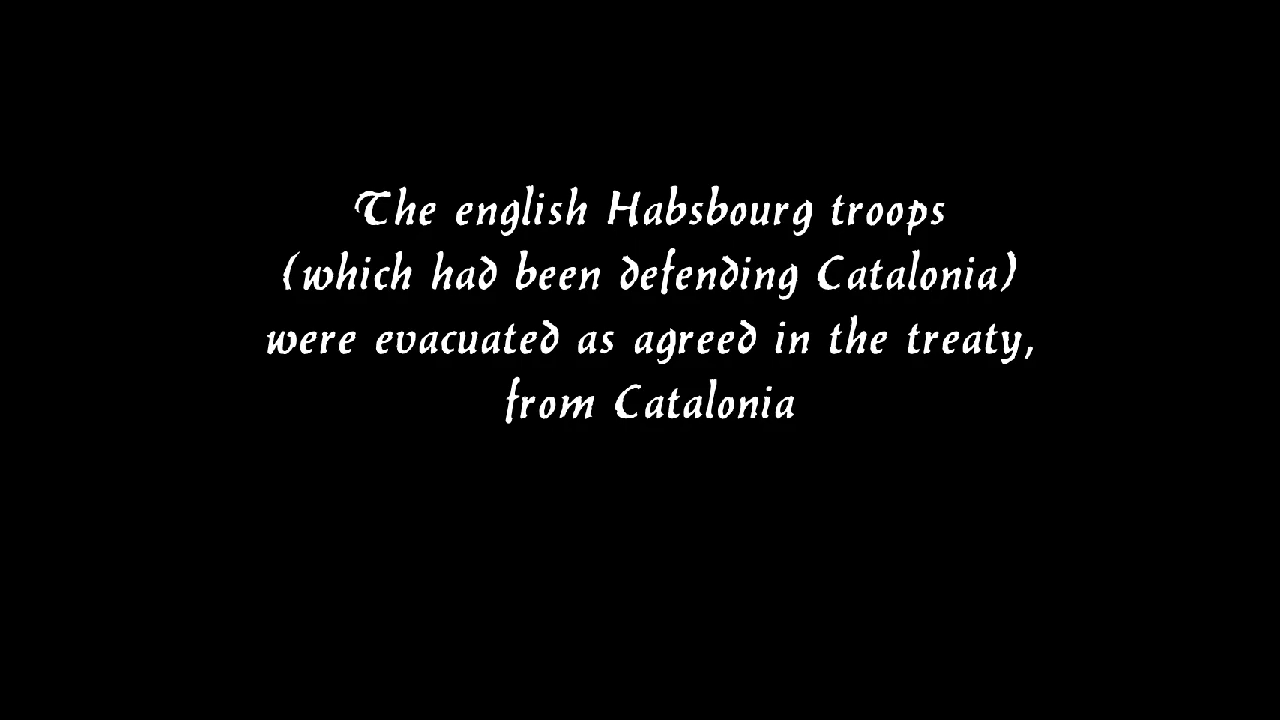 The english Habsbourg troops
(which had been defending Catalonia)
were evacuated as agreed in the treaty,
from Catalonia